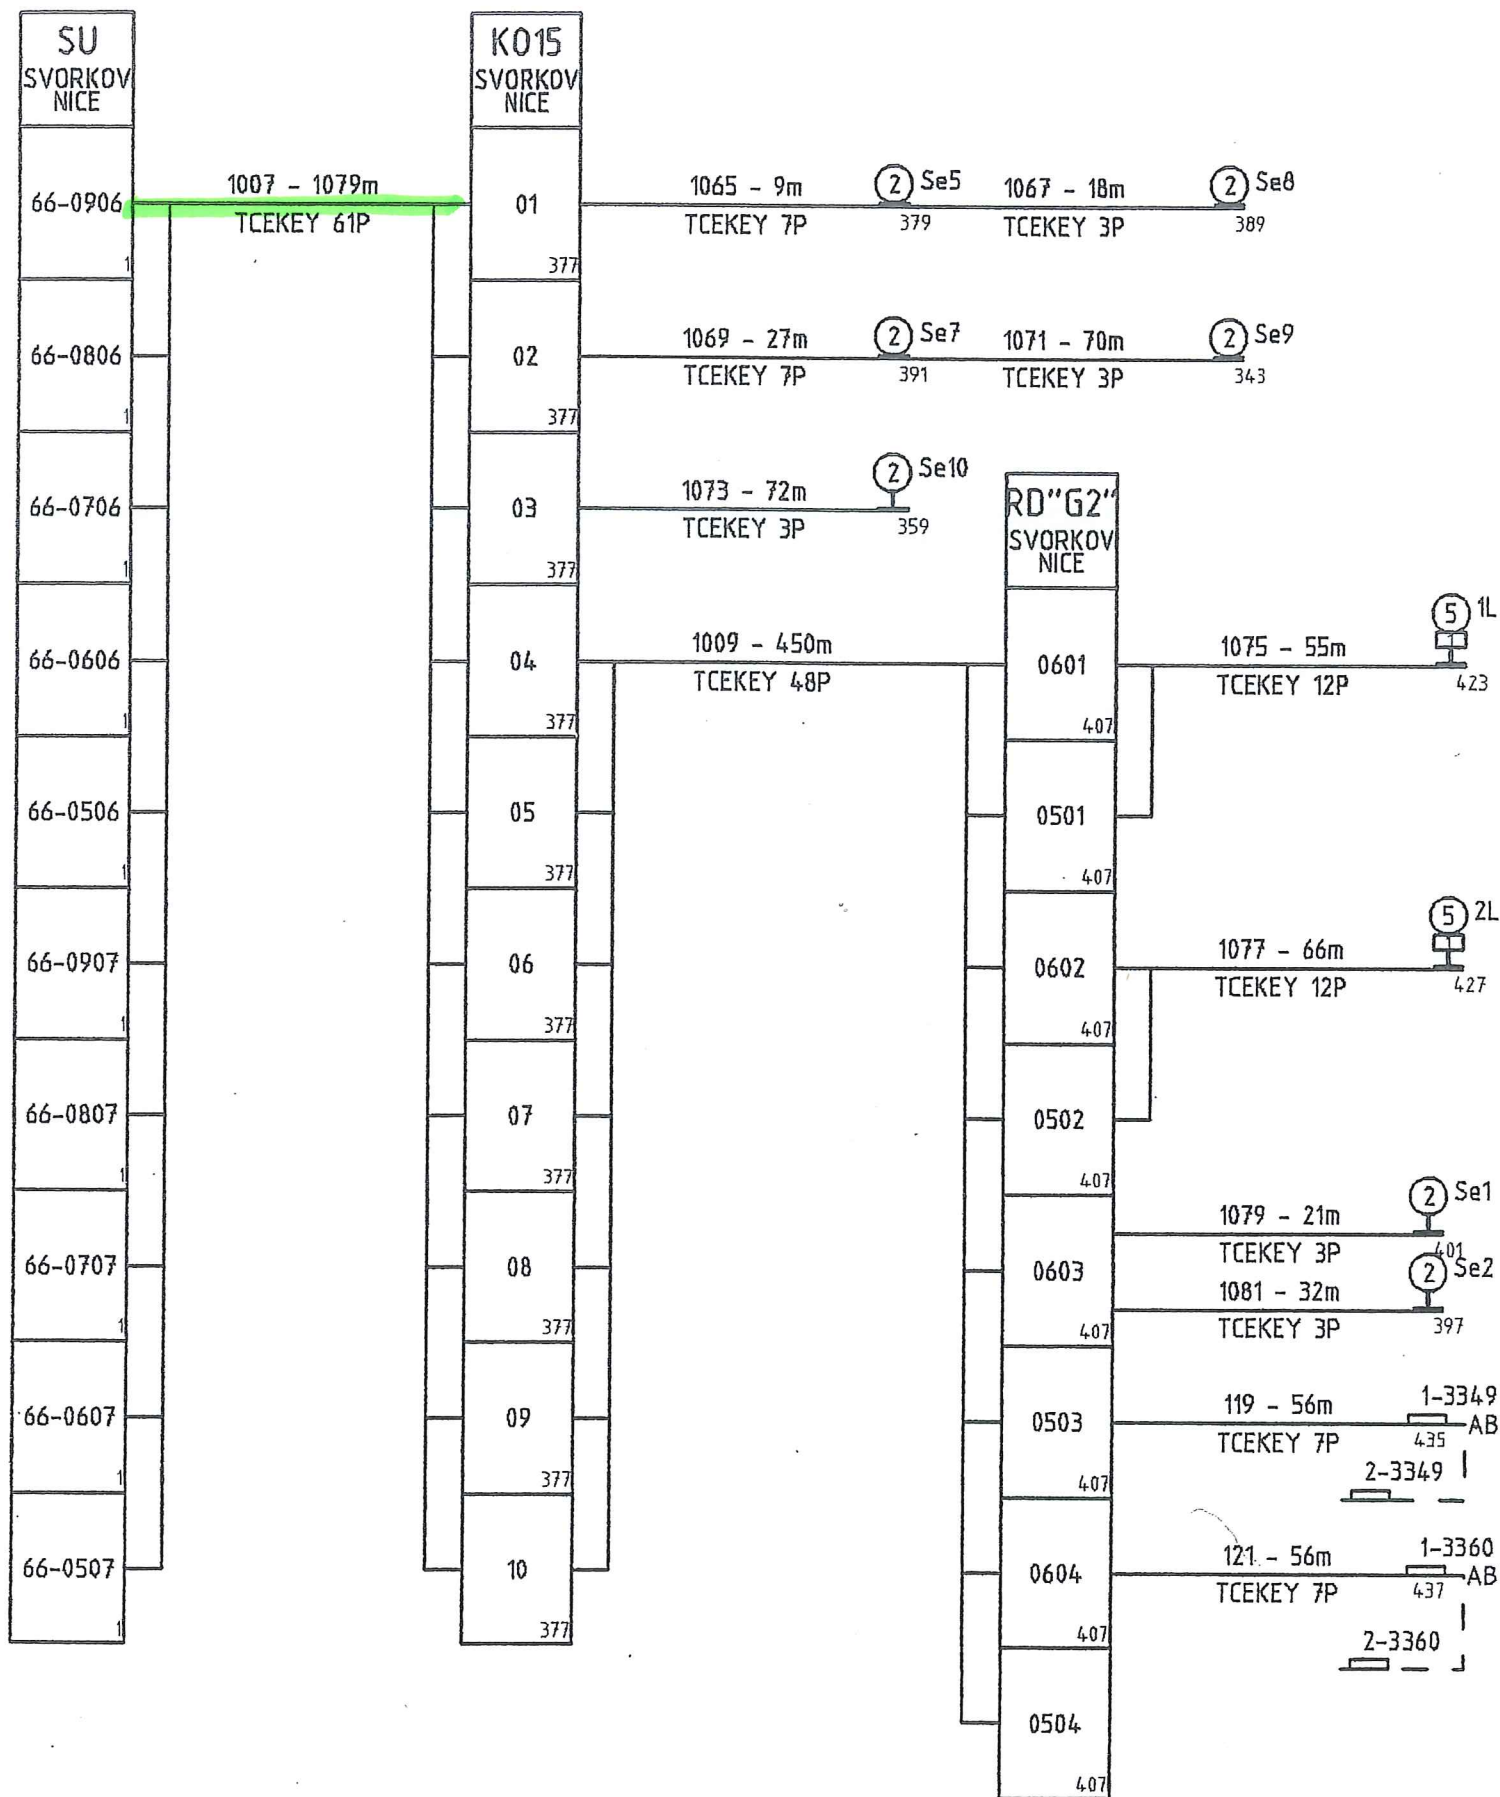 SU
SVORKOV
NICE
KO15
SVORKOV
NICE
66-0906
1
1007 - 1079m
TCEKEY 61P
01
377
1065 - 9m
TCEKEY 7P
2
Se5
379
1067 - 18m
TCEKEY 3P
2
Se8
389
66-0806
1
02
377
1069 - 27m
TCEKEY 7P
2
Se7
391
1071 - 70m
TCEKEY 3P
2
Se9
343
66-0706
1
03
377
1073 - 72m
TCEKEY 3P
2
Se10
359
RD"G2"
SVORKOV
NICE
66-0606
1
04
377
1009 - 450m
TCEKEY 48P
0601
407
1075 - 55m
TCEKEY 12P
5
1L
423
66-0506
1
05
377
0501
407
66-0907
1
06
377
0602
407
1077 - 66m
TCEKEY 12P
5
2L
427
66-0807
1
07
377
0502
407
66-0707
1
08
377
0603
407
1079 - 21m
TCEKEY 3P
2
Se1
401
1081 - 32m
TCEKEY 3P
2
Se2
397
66-0607
1
09
377
0503
407
119 - 56m
TCEKEY 7P
1-3349
AB
435
2-3349
66-0507
1
10
377
0604
407
121 - 56m
TCEKEY 7P
1-3360
AB
437
2-3360
0504
407